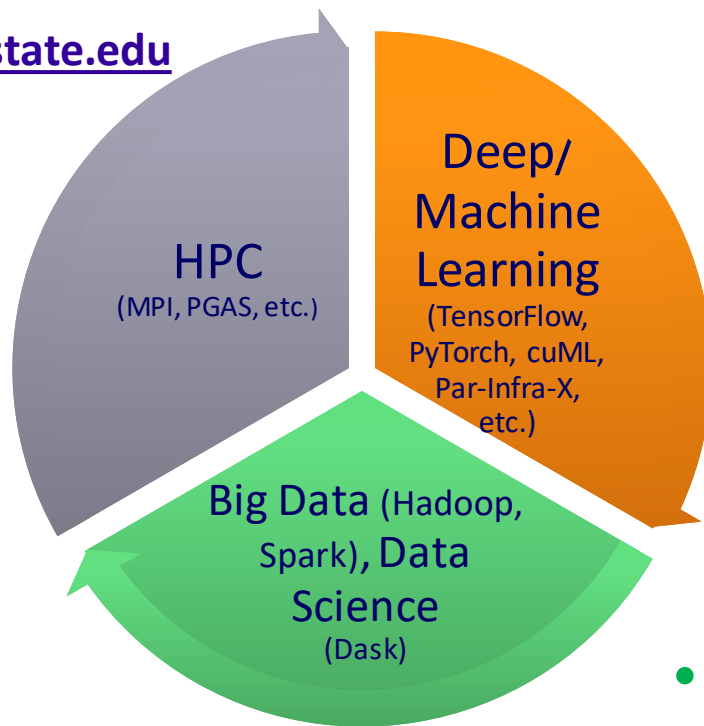 state.edu
HPC
(MPI, PGAS, etc.)
Deep/
Machine
Learning
(TensorFlow,
PyTorch, cuML,
Par-Infra-X,
etc.)
Big Data (Hadoop,
Spark), Data
Science
(Dask)